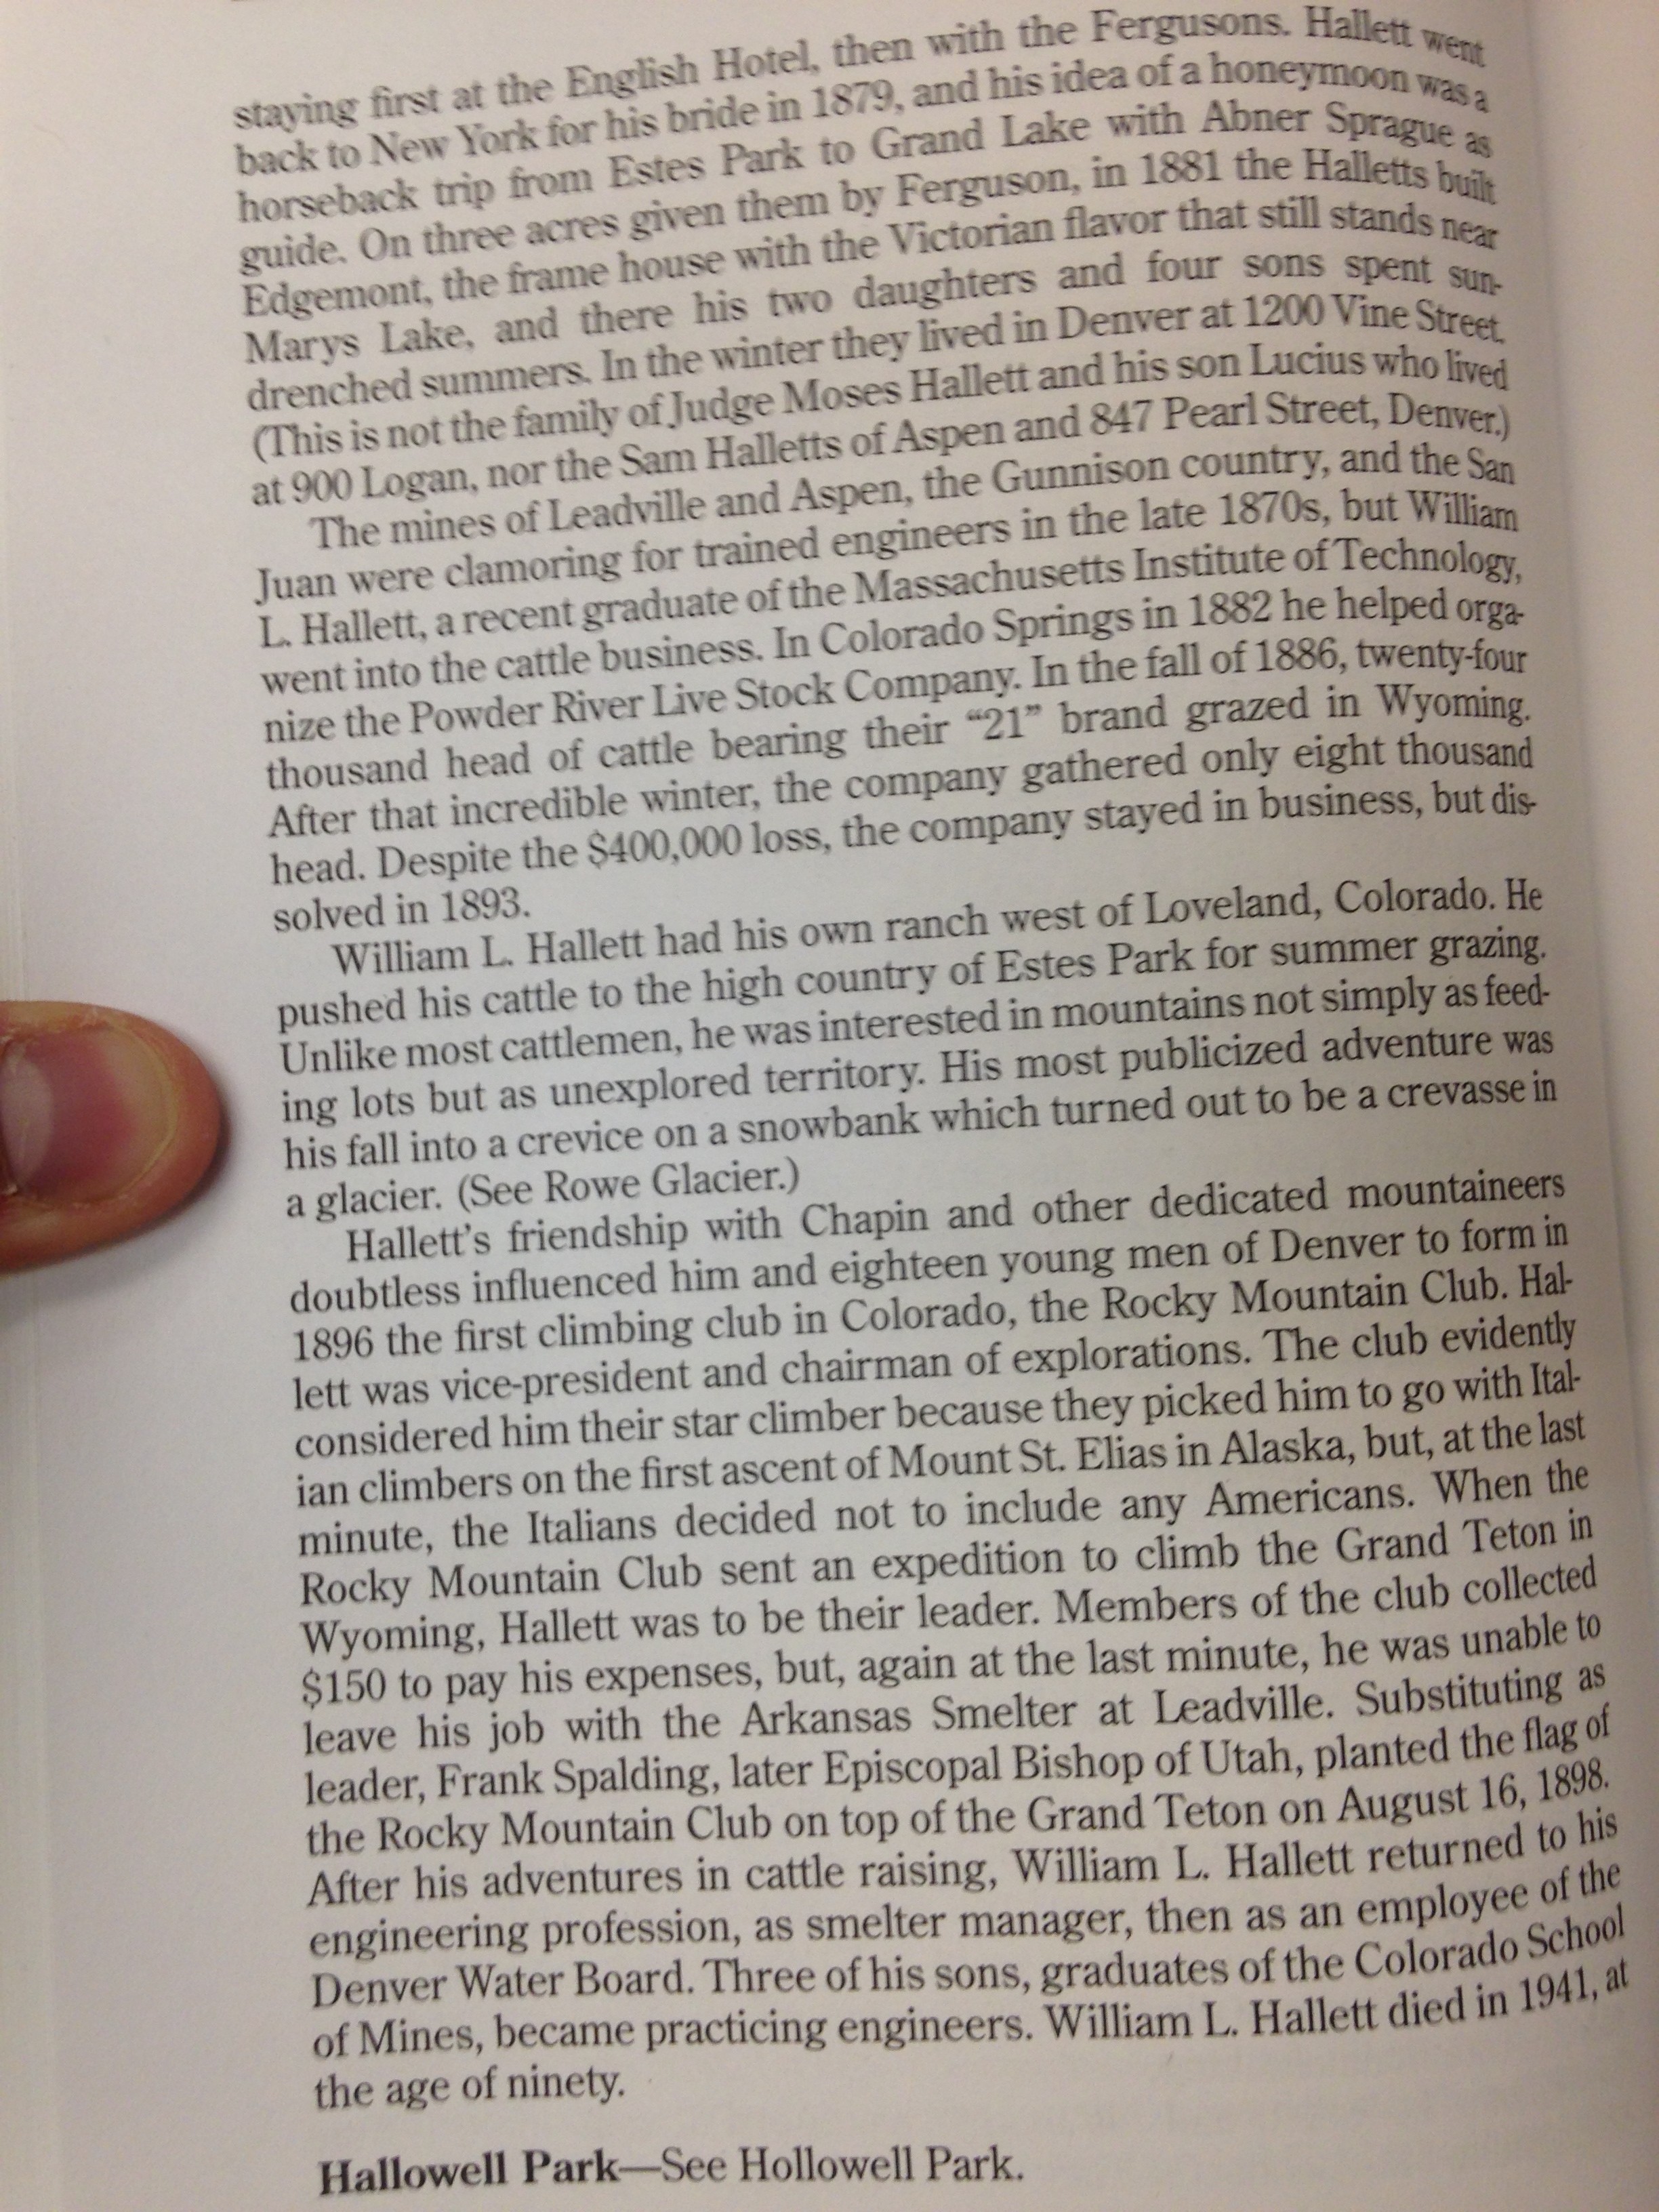 staying first at the English Hotel, then with the Fergusons. Hallett went
back to New York for his bride in 1879, and his idea of a honeymoon was a
horseback trip from Estes Park to Grand Lake with Abner Sprague as
guide. On three acres given them by Ferguson, in 1881 the Halletts built
Edgemont, the frame house with the Victorian flavor that still stands near
Marys Lake, and there his two daughters and four sons spent sun-
drenched summers. In the winter they lived in Denver at 1200 Vine Street.
(This is not the family of Judge Moses Hallett and his son Lucius who lived
at 900 Logan, nor the Sam Halletts of Aspen and 847 Pearl Street, Denver.)
The mines of Leadville and Aspen, the Gunnison country, and the San
Juan were clamoring for trained engineers in the late 1870s, but William
L. Hallett, a recent graduate of the Massachusetts Institute of Technology,
went into the cattle business. In Colorado Springs in 1882 he helped orga-
nize the Powder River Live Stock Company. In the fall of 1886, twenty-four
thousand head of cattle bearing their “21” brand grazed in Wyoming.
After that incredible winter, the company gathered only eight thousand
head. Despite the $400,000 loss, the company stayed in business, but dis-
solved in 1893.
William L. Hallett had his own ranch west of Loveland, Colorado. He
pushed his cattle to the high country of Estes Park for summer grazing.
Unlike most cattlemen, he was interested in mountains not simply as feed-
ing lots but as unexplored territory. His most publicized adventure was
his fall into a crevice on a snowbank which turned out to be a crevasse in
a glacier. (See Rowe Glacier.)
Hallett's friendship with Chapin and other dedicated mountaineers
doubtless influenced him and eighteen young men of Denver to form in
1896 the first climbing club in Colorado, the Rocky Mountain Club. Hal-
lett was vice-president and chairman of explorations. The club evidently
considered him their star climber because they picked him to go with Ital-
ian climbers on the first ascent of Mount St. Elias in Alaska, but, at the last
minute, the Italians decided not to include any Americans. When the
Rocky Mountain Club sent an expedition to climb the Grand Teton in
Wyoming, Hallett was to be their leader. Members of the club collected
$150 to pay his expenses, but, again at the last minute, he was unable to
leave his job with the Arkansas Smelter at Leadville. Substituting as
leader, Frank Spalding, later Episcopal Bishop of Utah, planted the flag of
the Rocky Mountain Club on top of the Grand Teton on August 16, 1898.
After his adventures in cattle raising, William L. Hallett returned to his
engineering profession, as smelter manager, then as an employee of the
Denver Water Board. Three of his sons, graduates of the Colorado School
of Mines, became practicing engineers. William L. Hallett died in 1941, at
the age of ninety.
Hallowell Park—See Hollowell Park.